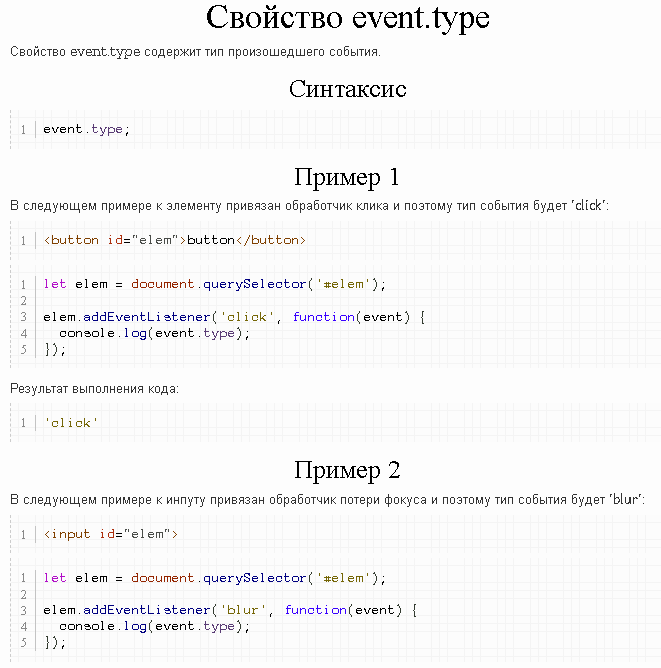 Свойство event.type
Свойство event.type содержит тип произошедшего события.
Синтаксис
1 event.type;
Пример 1
В следующем примере к элементу привязан обработчик клика и поэтому тип события будет 'click':
1 <button id="elem">button</button>
1 let elem = document.querySelector('#elem');
2
3 elem.addEventListener('click', function(event) {
4 console.log(event.type);
5 });
Результат выполнения кода:
1 'click'
Пример 2
В следующем примере к инпуту привязан обработчик потери фокуса и поэтому тип события будет 'blur':
1 <input id="elem">
1 let elem = document.querySelector('#elem');
2
3 elem.addEventListener('blur', function(event) {
4 console.log(event.type);
5 });